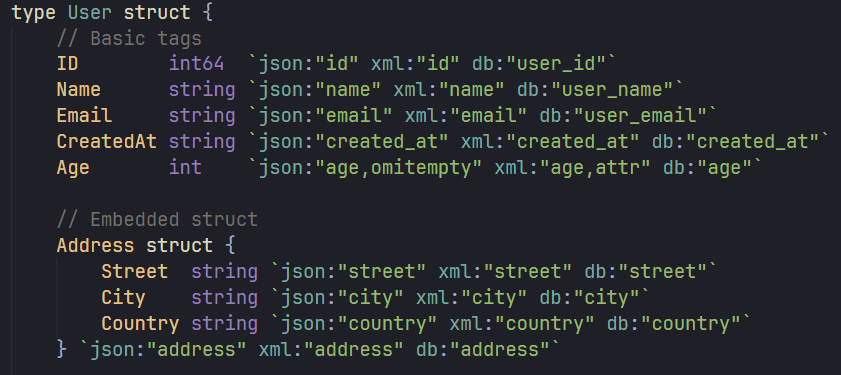 type User struct {
    // Basic tags
    ID        int64  `json:"id" xml:"id" db:"user_id"`
    Name      string `json:"name" xml:"name" db:"user_name"`
    Email     string `json:"email" xml:"email" db:"user_email"`
    CreatedAt string `json:"created_at" xml:"created_at" db:"created_at"`
    Age       int    `json:"age,omitempty" xml:"age,attr" db:"age"`

    // Embedded struct
    Address struct {
        Street  string `json:"street" xml:"street" db:"street"`
        City    string `json:"city" xml:"city" db:"city"`
        Country string `json:"country" xml:"country" db:"country"`
    } `json:"address" xml:"address" db:"address"`